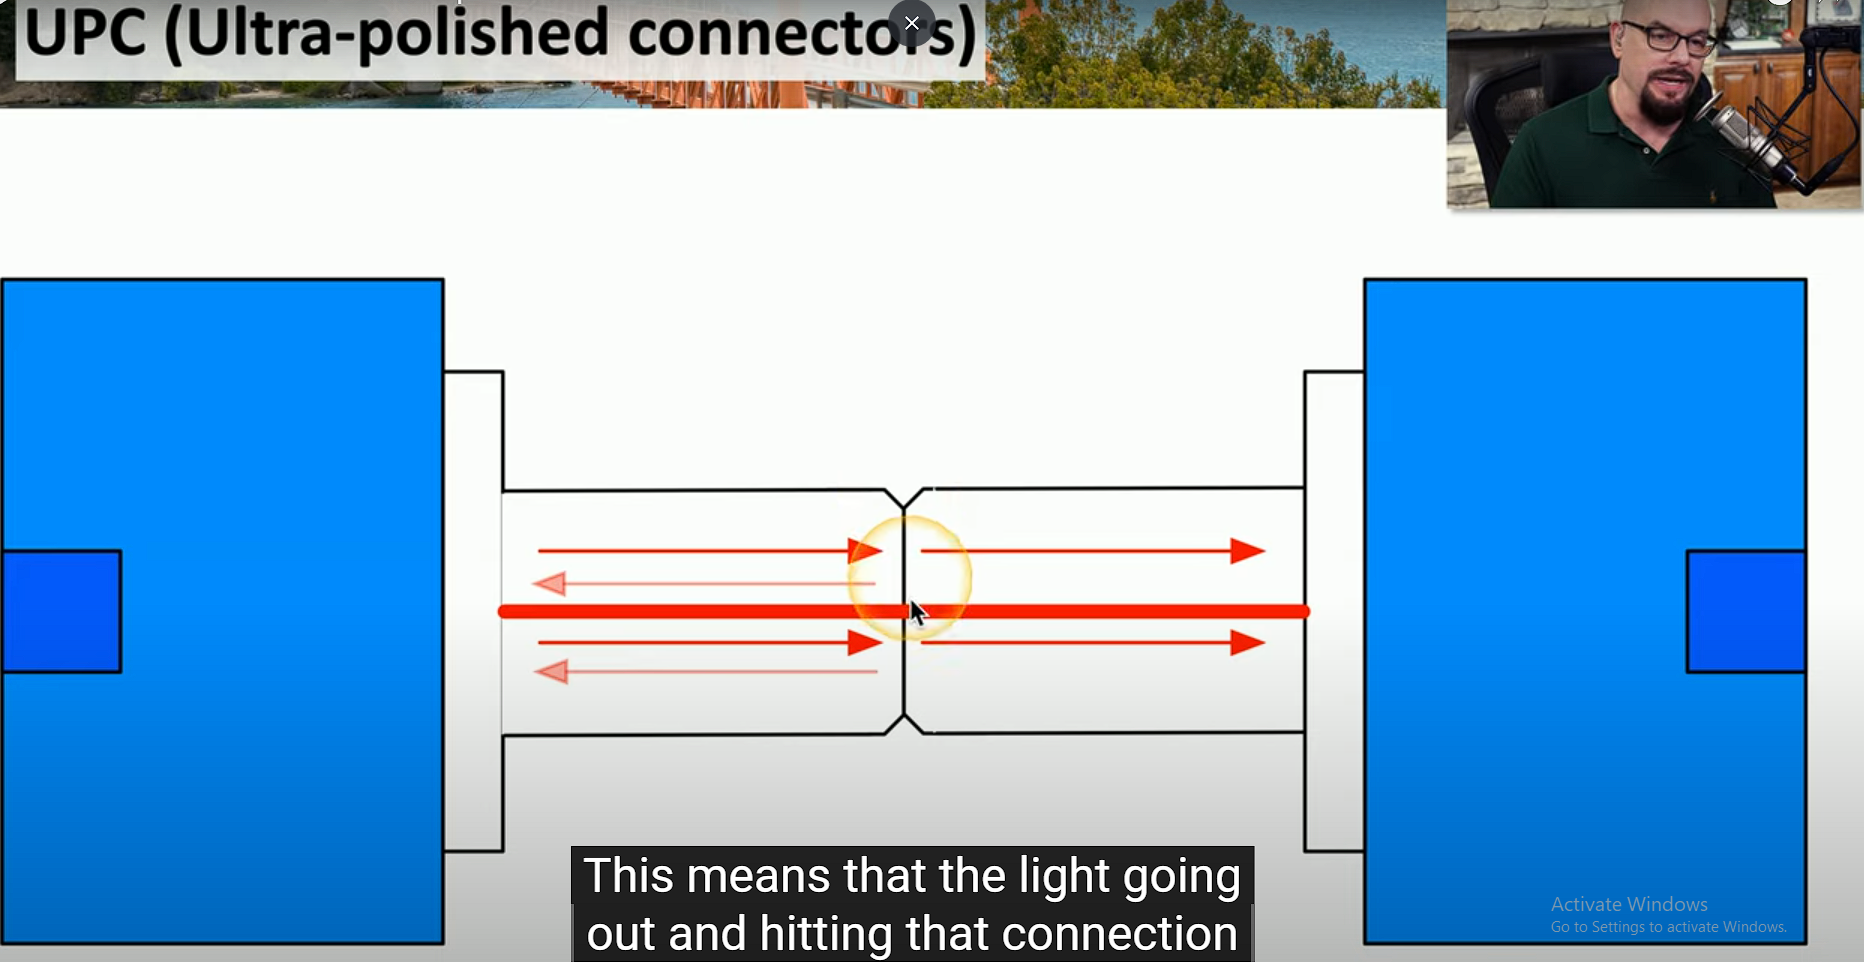 UPC (Ultra-polished connectors)
This means that the light going
out and hitting that connection
Activate Windows
Go to Settings to activate Windows.